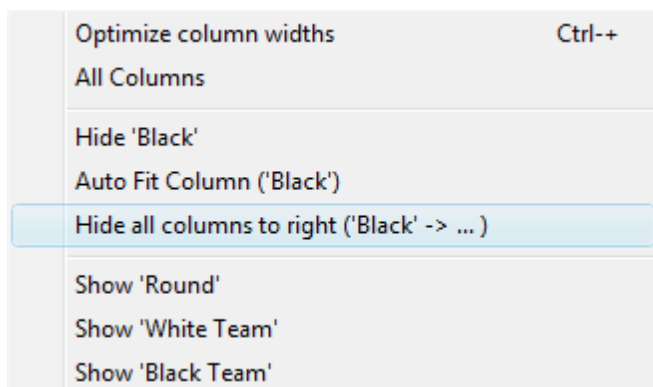 Optimize column widths Ctrl-+
All Columns
Hide 'Black'
Auto Fit Column ('Black')
Hide all columns to right ('Black' -> ... )
Show 'Round'
Show 'White Team'
Show 'Black Team'